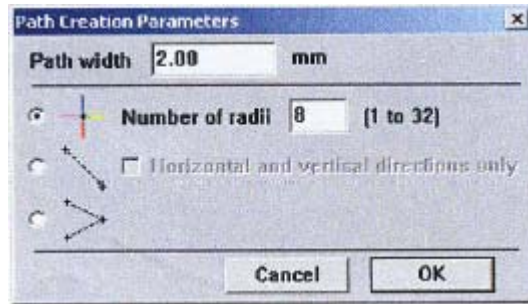 Path Creation Parameters
Path width 2.00 mm
Number of radii 8 (1 to 32)
Horizontal and vertical directions only
Cancel OK